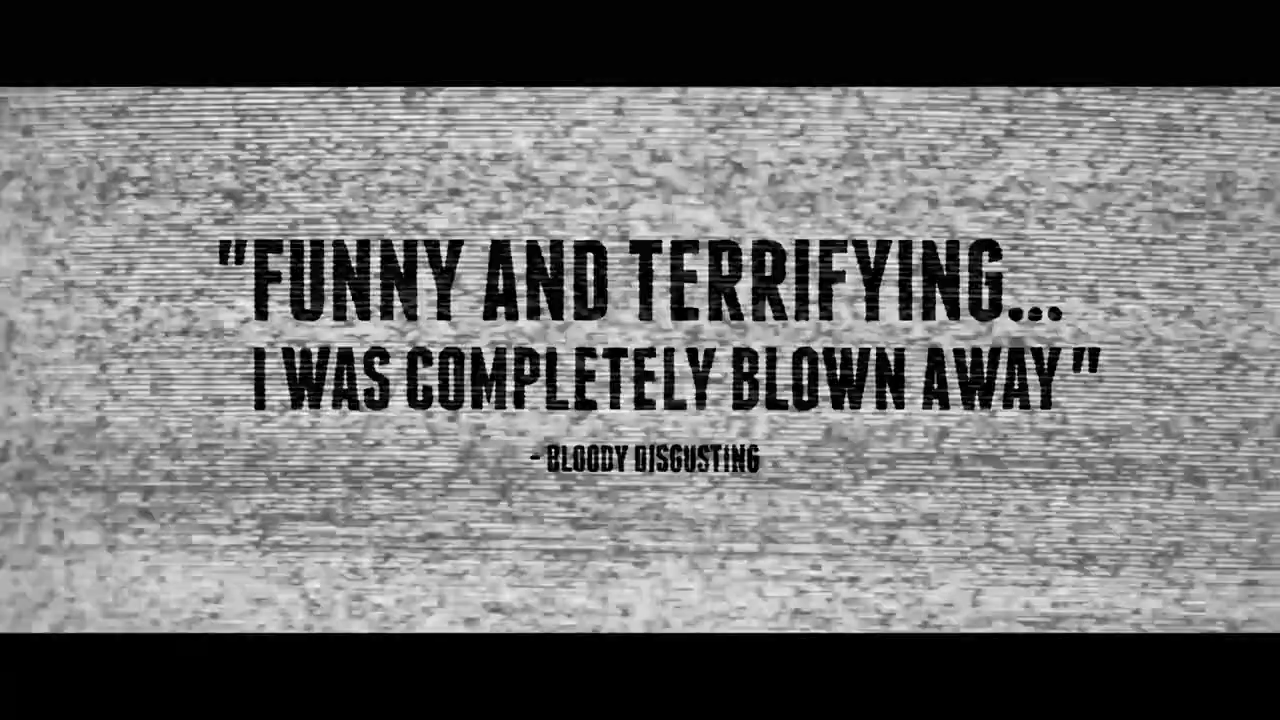 "FUNNY AND TERRIFYING...
I WAS COMPLETELY BLOWN AWAY"
- BLOODY DISGUSTING